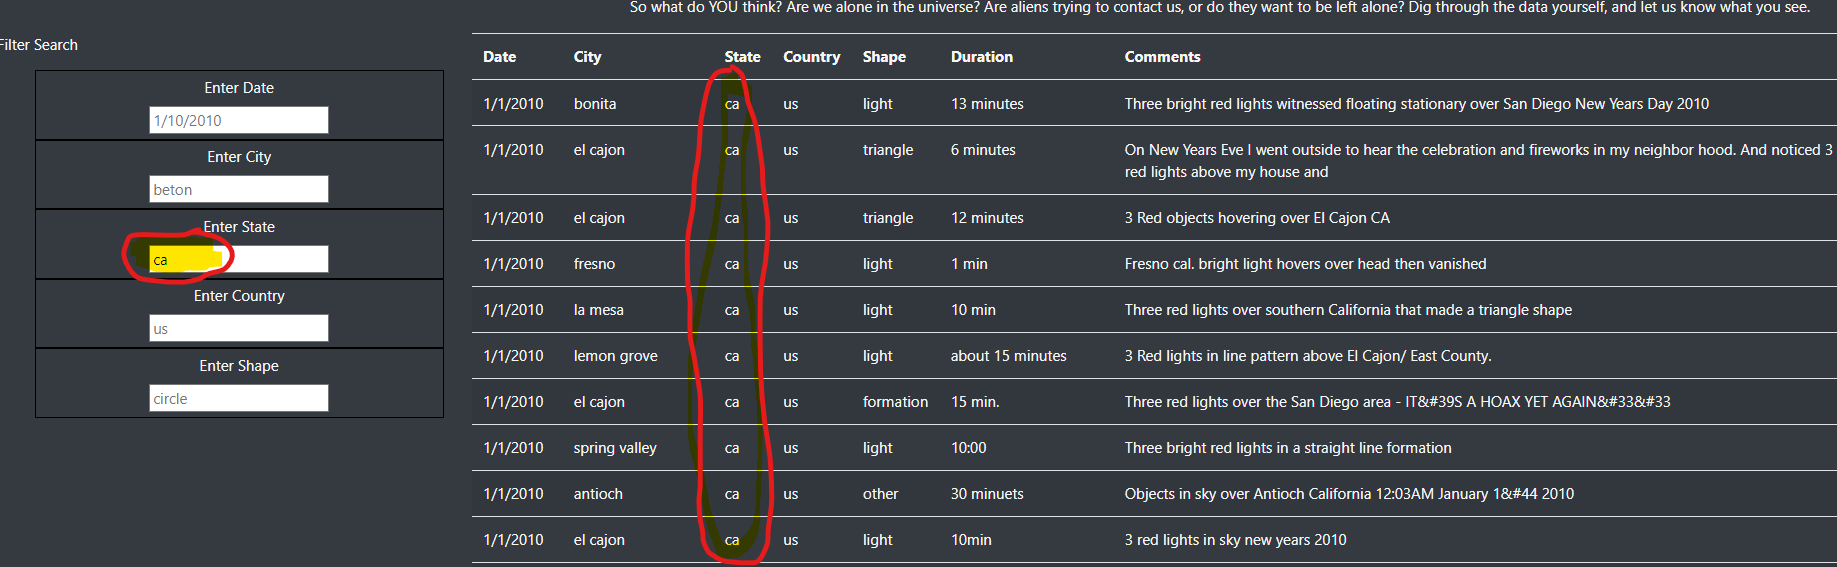 So what do YOU think? Are we alone in the universe? Are aliens trying to contact us, or do they want to be left alone? Dig through the data yourself, and let us know what you see.
Filter Search
Enter Date
1/10/2010
Enter City
beton
Enter State
ca
Enter Country
us
Enter Shape
circle
Date City State Country Shape Duration Comments
1/1/2010 bonita ca us light 13 minutes Three bright red lights witnessed floating stationary over San Diego New Years Day 2010
1/1/2010 el cajon ca us triangle 6 minutes On New Years Eve I went outside to hear the celebration and fireworks in my neighbor hood. And noticed 3
red lights above my house and
1/1/2010 el cajon ca us triangle 12 minutes 3 Red objects hovering over El Cajon CA
1/1/2010 fresno ca us light 1 min Fresno cal. bright light hovers over head then vanished
1/1/2010 la mesa ca us light 10 min Three red lights over southern California that made a triangle shape
1/1/2010 lemon grove ca us light about 15 minutes 3 Red lights in line pattern above El Cajon/ East County.
1/1/2010 el cajon ca us formation 15 min. Three red lights over the San Diego area - IT&#39S A HOAX YET AGAIN&#33&#33
1/1/2010 spring valley ca us light 10:00 Three bright red lights in a straight line formation
1/1/2010 antioch ca us other 30 minuets Objects in sky over Antioch California 12:03AM January 1&#44 2010
1/1/2010 el cajon ca us light 10min 3 red lights in sky new years 2010